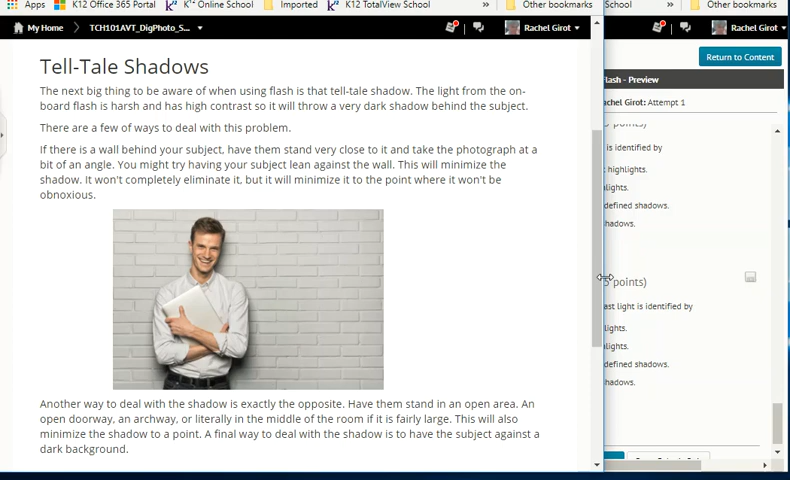 Apps K12 Office 365 Portal K¹² Online School Imported K12 TotalView School » Other bookmarks School » Other bookmarks
My Home TCH101AVT_DigPhoto_S... Rachel Girot Rachel Girot
Return to Content
Tell-Tale Shadows
The next big thing to be aware of when using flash is that tell-tale shadow. The light from the on-
board flash is harsh and has high contrast so it will throw a very dark shadow behind the subject.
There are a few of ways to deal with this problem.
If there is a wall behind your subject, have them stand very close to it and take the photograph at a
bit of an angle. You might try having your subject lean against the wall. This will minimize the
shadow. It won't completely eliminate it, but it will minimize it to the point where it won't be
obnoxious.
Another way to deal with the shadow is exactly the opposite. Have them stand in an open area. An
open doorway, an archway, or literally in the middle of the room if it is fairly large. This will also
minimize the shadow to a point. A final way to deal with the shadow is to have the subject against a
dark background.
Flash - Preview
achel Girot: Attempt 1
points)
is identified by
highlights.
lights.
defined shadows.
hadows.
5 points)
ast light is identified by
lights.
hlights.
defined shadows.
hadows.